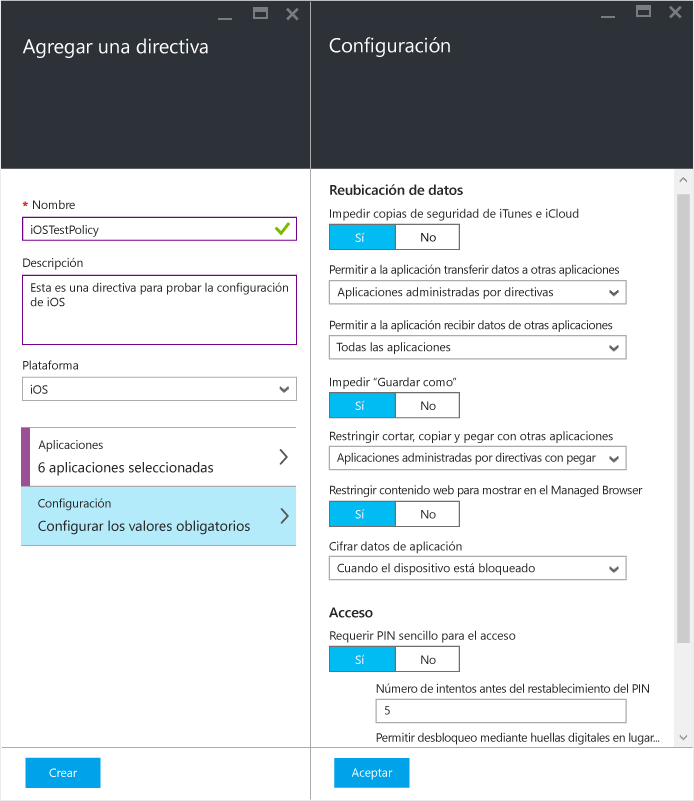 Agregar una directiva
* Nombre
iOSTestPolicy
Descripción
Esta es una directiva para probar la configuración
de iOS
Plataforma
iOS
Aplicaciones
6 aplicaciones seleccionadas
Configuración
Configurar los valores obligatorios
Crear
Configuración
Reubicación de datos
Impedir copias de seguridad de iTunes e iCloud
Sí No
Permitir a la aplicación transferir datos a otras aplicaciones
Aplicaciones administradas por directivas
Permitir a la aplicación recibir datos de otras aplicaciones
Todas las aplicaciones
Impedir “Guardar como”
Sí No
Restringir cortar, copiar y pegar con otras aplicaciones
Aplicaciones administradas por directivas con pegar
Restringir contenido web para mostrar en el Managed Browser
Sí No
Cifrar datos de aplicación
Cuando el dispositivo está bloqueado
Acceso
Requerir PIN sencillo para el acceso
Sí No
Número de intentos antes del restablecimiento del PIN
5
Permitir desbloqueo mediante huellas digitales en lugar...
Aceptar